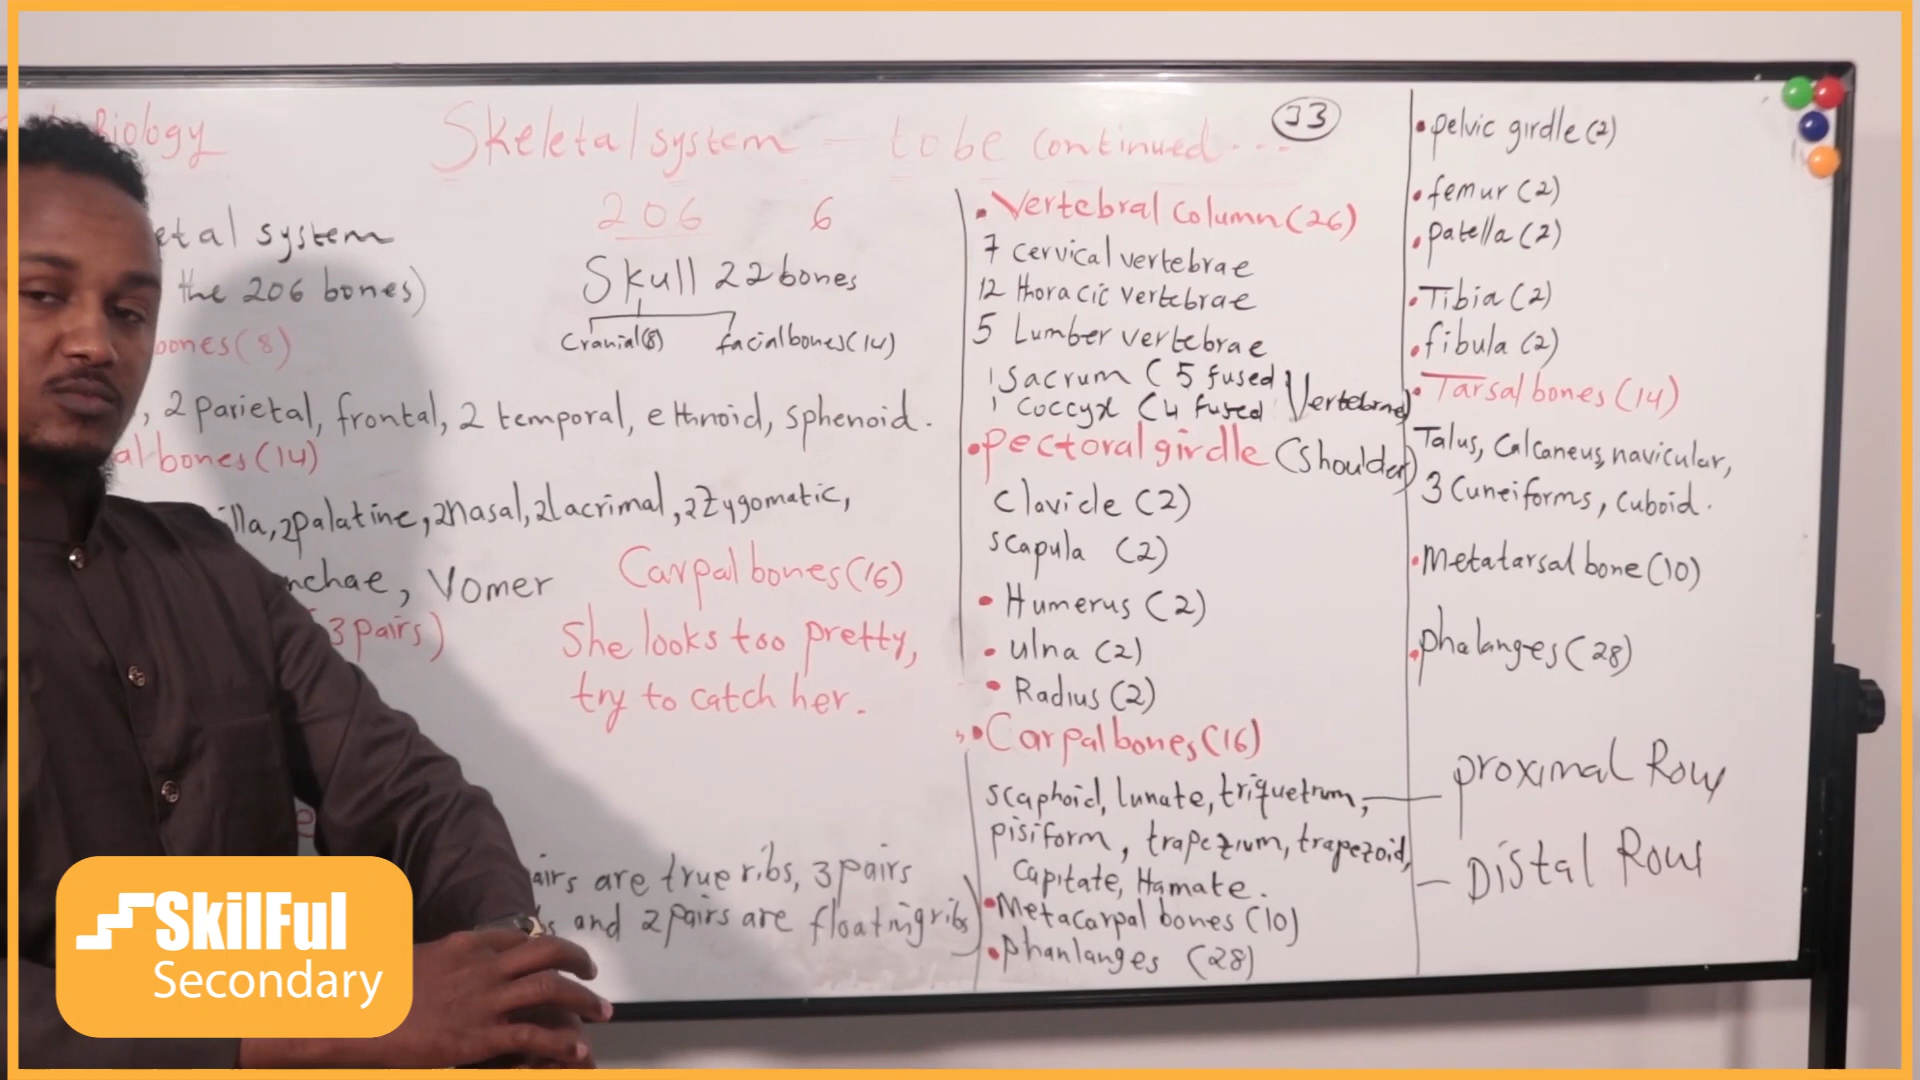 Biology
Skeletal system - to be continued...
33
etal system
the 206 bones)
bones(8)
, 2 parietal, frontal, 2 temporal, ethnoid, sphenoid.
al bones(14)
illa, 2palatine, 2nasal, 2lacrimal, 2Zygomatic,
nchae, Vomer
3 pairs)
206 6
Skull 22 bones
Cranial(8) facial bones(14)
Carpal bones(16)
She looks too pretty,
try to catch her.
airs are true ribs, 3 pairs
s and 2 pairs are floating ribs)
• Vertebral column(26)
7 cervical vertebrae
12 thoracic vertebrae
5 Lumber vertebrae
1 Sacrum (5 fused
1 coccyx (4 fused Vertebrae)
• pectoral girdle (shoulder)
Clavicle (2)
scapula (2)
• Humerus (2)
• ulna (2)
• Radius (2)
• Carpal bones(16)
scaphoid, lunate, triquetrum,
pisiform, trapezium, trapezoid,
Capitate, Hamate.
• Metacarpal bones (10)
• phanlanges (28)
• pelvic girdle (2)
• femur (2)
• patella (2)
• Tibia (2)
• fibula (2)
• Tarsal bones (14)
Talus, Calcaneus, navicular,
3 Cuneiforms, cuboid.
• Metatarsal bone (10)
• phalanges (28)
proximal Row
Distal Row
SkilFul
Secondary